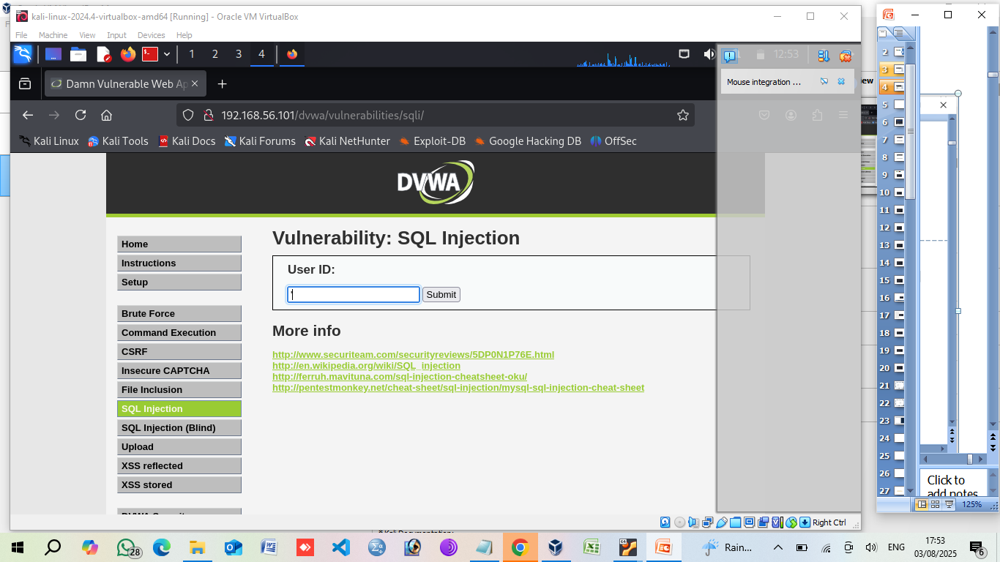 kali-linux-2024.4-virtualbox-amd64 [Running] - Oracle VM VirtualBox
File Machine View Input Devices Help
1 2 3 4
12:53
Mouse integration ...
Damn Vulnerable Web Ap
192.168.56.101/dvwa/vulnerabilities/sqli/
Kali Linux Kali Tools Kali Docs Kali Forums Kali NetHunter Exploit-DB Google Hacking DB OffSec
DVWA
Home
Instructions
Setup
Brute Force
Command Execution
CSRF
Insecure CAPTCHA
File Inclusion
SQL Injection
SQL Injection (Blind)
Upload
XSS reflected
XSS stored
Vulnerability: SQL Injection
User ID:
'
Submit
More info
http://www.securiteam.com/securityreviews/5DP0N1P76E.html
http://en.wikipedia.org/wiki/SQL_injection
http://ferruh.mavituna.com/sql-injection-cheatsheet-oku/
http://pentestmonkey.net/cheat-sheet/sql-injection/mysql-sql-injection-cheat-sheet
Right Ctrl
2
3
4
5
6
7
8
9
10
11
12
13
14
15
16
17
18
19
20
21
22
23
24
25
26
27
Click to
add notes
125%
28
Rain...
ENG
17:53
03/08/2025
6